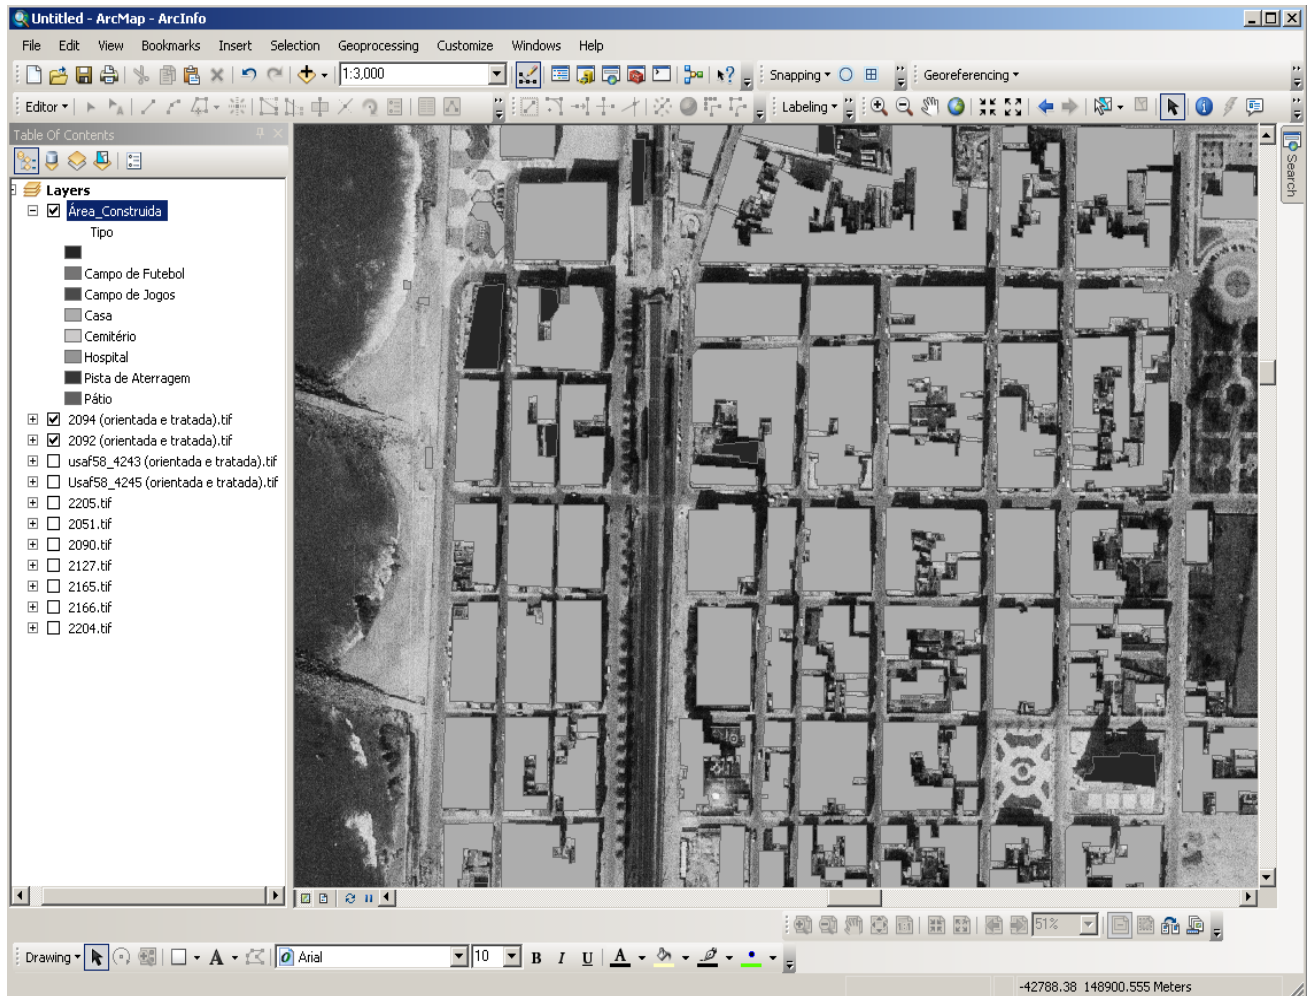 Untitled - ArcMap - ArcInfo
File Edit View Bookmarks Insert Selection Geoprocessing Customize Windows Help
1:3,000 Snapping Georeferencing
Editor Labeling
Table Of Contents
Layers
Área_Construida
Tipo
Campo de Futebol
Campo de Jogos
Casa
Cemitério
Hospital
Pista de Aterragem
Pátio
2094 (orientada e tratada).tif
2092 (orientada e tratada).tif
usaf58_4243 (orientada e tratada).tif
Usaf58_4245 (orientada e tratada).tif
2205.tif
2051.tif
2090.tif
2127.tif
2165.tif
2166.tif
2204.tif
Search
51%
Drawing A Arial 10 B I U A
-42788.38 148900.555 Meters